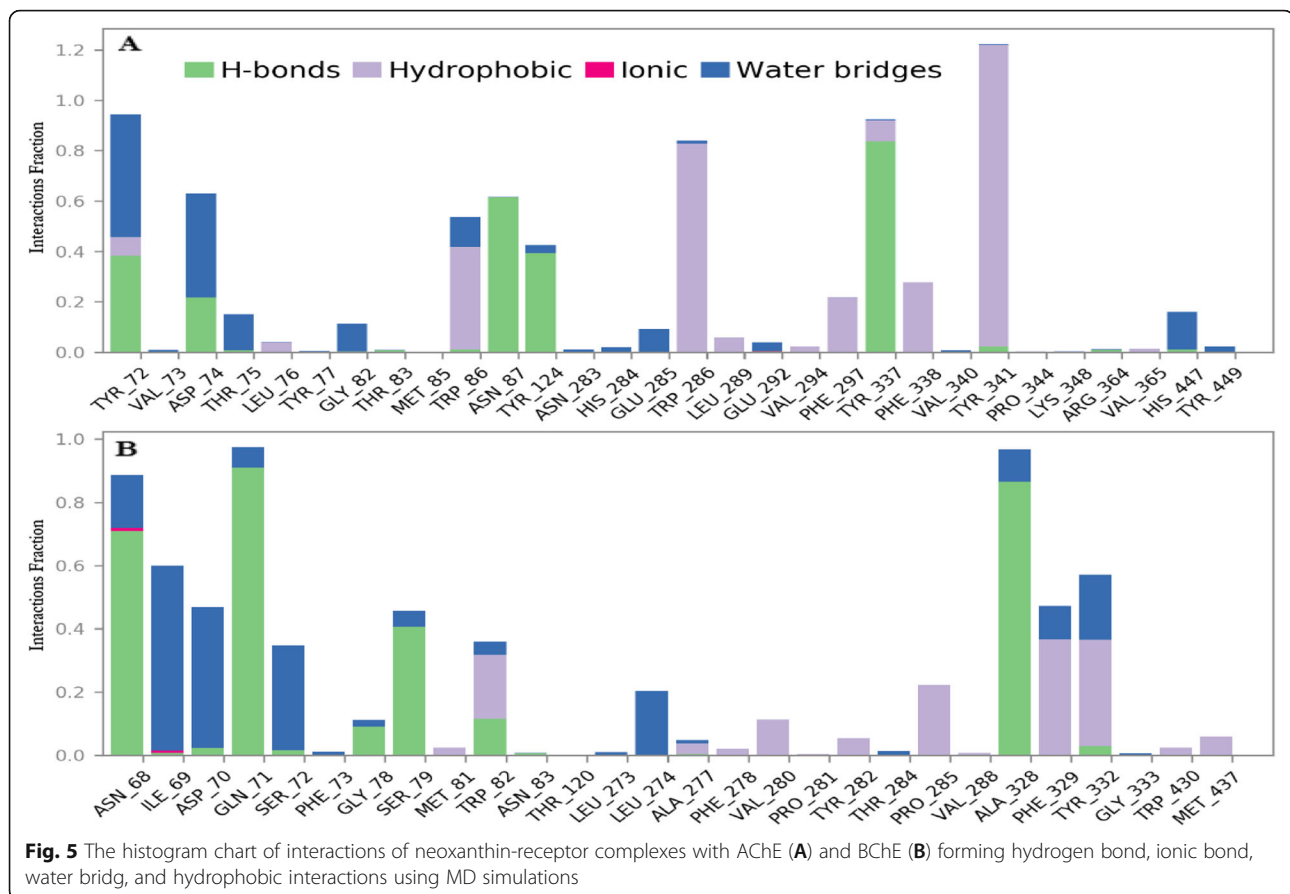 A
H-bonds Hydrophobic Ionic Water bridges
Interactions Fraction
1.2
1.0
0.8
0.6
0.4
0.2
0.0
TYR_72 VAL_73 ASP_74 THR_75 LEU_76 TYR_77 GLY_82 THR_83 MET_85 TRP_86 ASN_87 TYR_124 ASN_283 HIS_284 GLU_285 TRP_286 LEU_289 GLU_292 VAL_294 PHE_297 TYR_337 PHE_338 VAL_340 TYR_341 PRO_344 LYS_348 ARG_364 VAL_365 HIS_447 TYR_449
B
Interactions Fraction
1.0
0.8
0.6
0.4
0.2
0.0
ASN_68 ILE_69 ASP_70 GLN_71 SER_72 PHE_73 GLY_78 SER_79 MET_81 TRP_82 ASN_83 THR_120 LEU_273 LEU_274 ALA_277 PHE_278 VAL_280 PRO_281 TYR_282 THR_284 PRO_285 VAL_288 ALA_328 PHE_329 TYR_332 GLY_333 TRP_430 MET_437
Fig. 5 The histogram chart of interactions of neoxanthin-receptor complexes with AChE (A) and BChE (B) forming hydrogen bond, ionic bond,
water bridg, and hydrophobic interactions using MD simulations